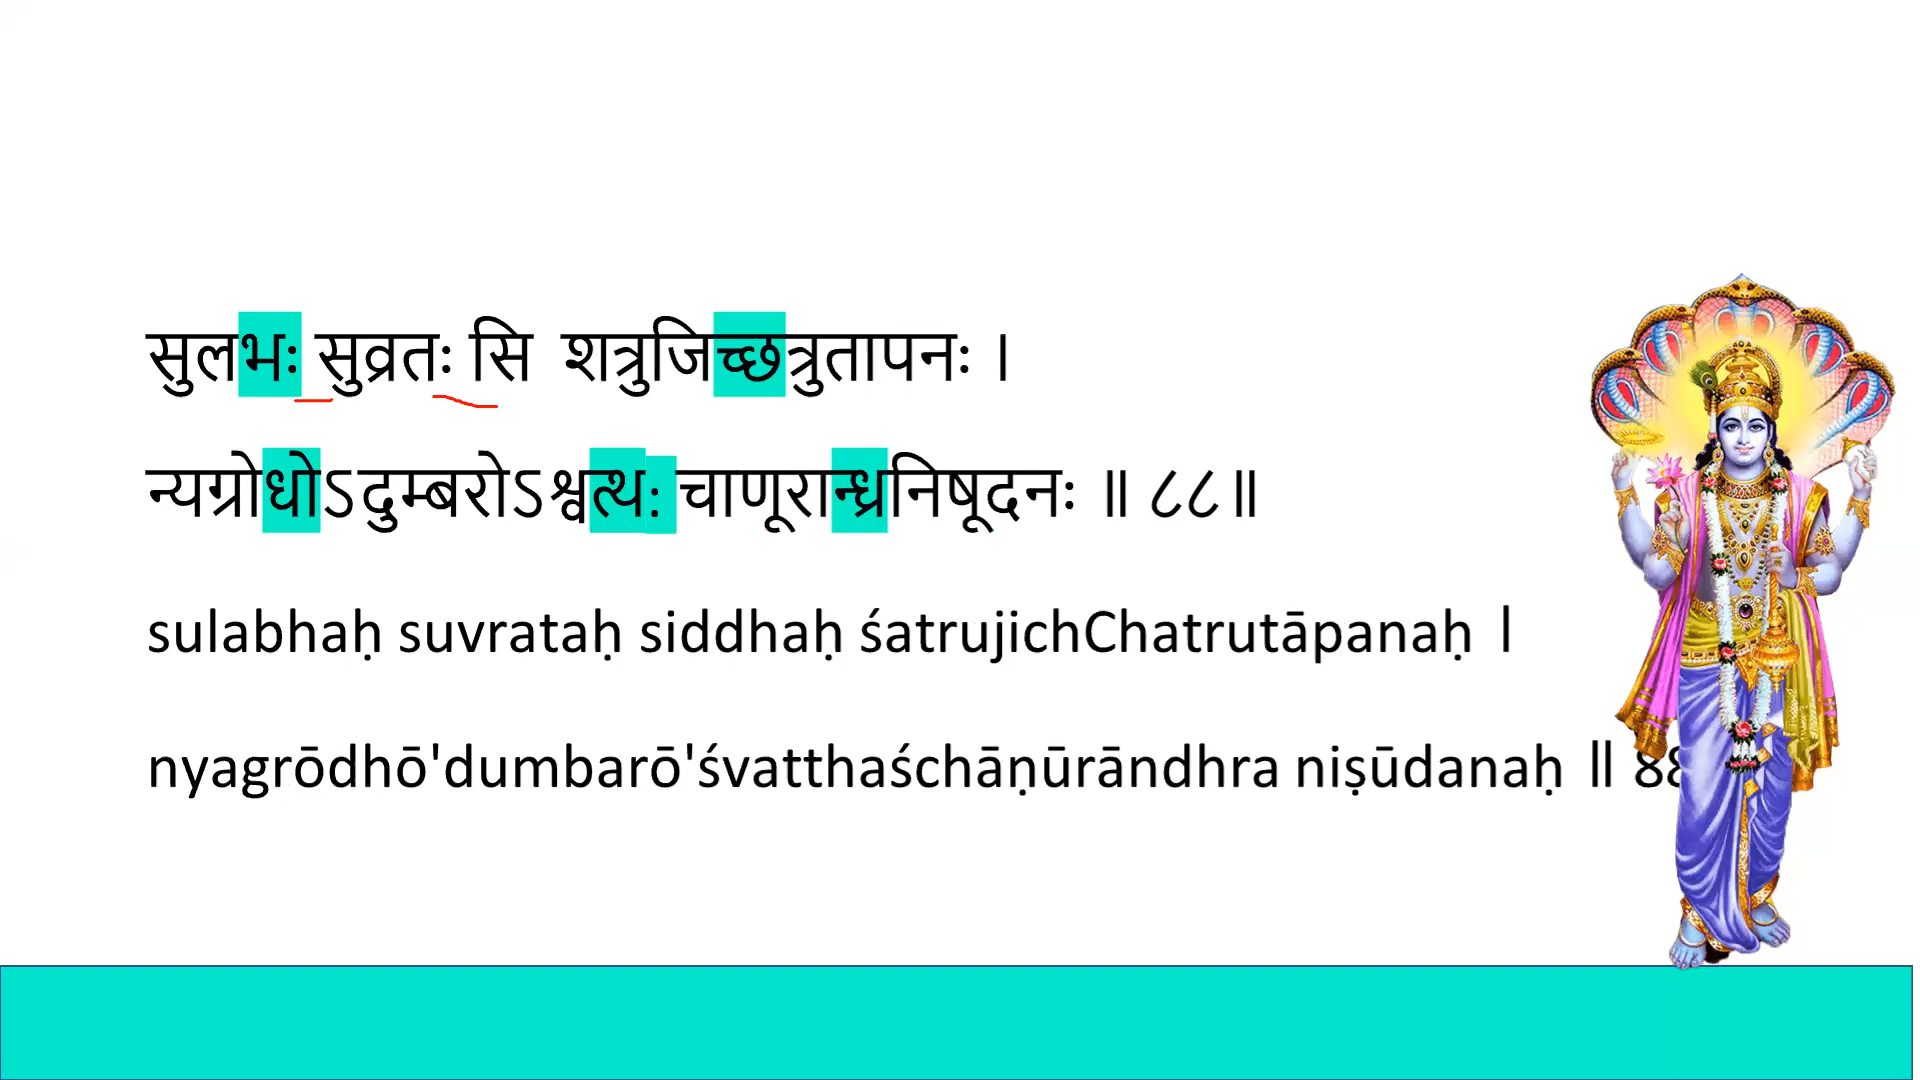 सुलभः सुव्रतः सि शत्रुजिच्छत्रुतापनः ।
न्यग्रोधोऽदुम्बरोऽश्वत्थ: चाणूरान्ध्रनिषूदनः ॥ ८८॥
sulabhaḥ suvrataḥ siddhaḥ śatrujichChatrutāpanaḥ ।
nyagrōdhō'dumbarō'śvatthaśchāṇūrāndhra niṣūdanaḥ ॥ 88